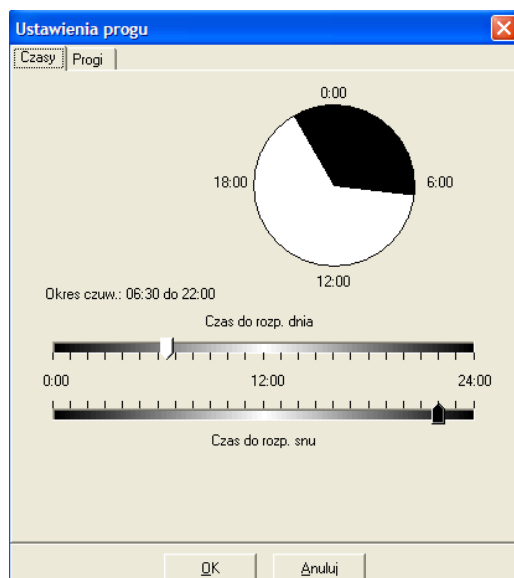 Ustawienia progu
Czasy Progi
0:00
18:00 6:00
12:00
Okres czuw.: 06:30 do 22:00
Czas do rozp. dnia
0:00 12:00 24:00
Czas do rozp. snu
OK Anuluj